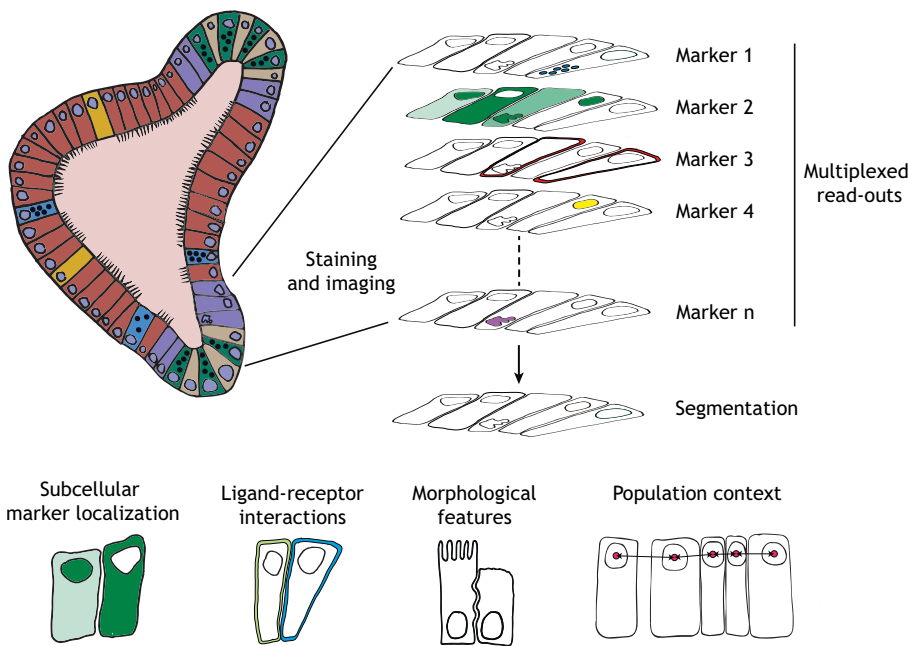 Marker 1
Marker 2
Marker 3
Marker 4
Multiplexed
read-outs
Staining
and imaging
Marker n
Segmentation
Subcellular
marker localization
Ligand-receptor
interactions
Morphological
features
Population context